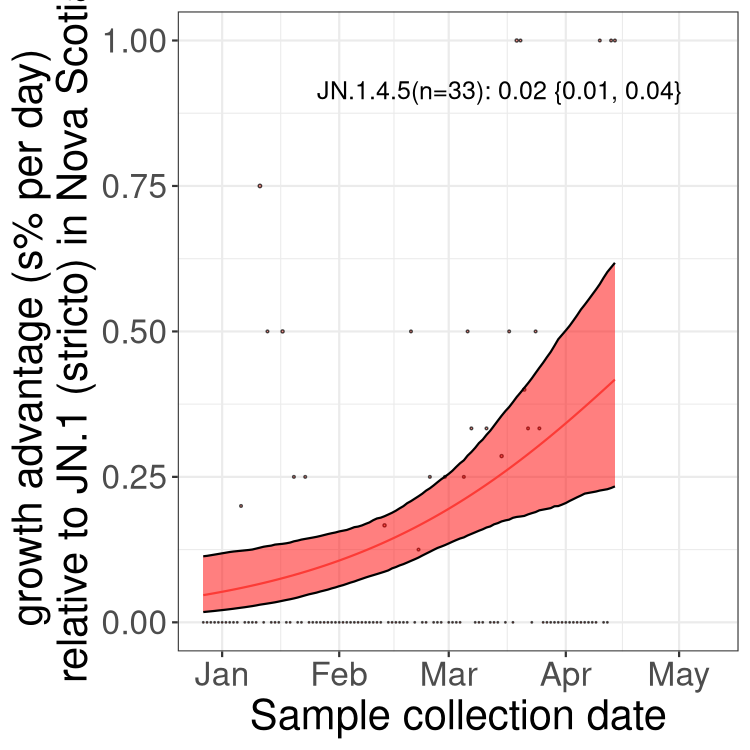 growth advantage (s% per day)
relative to JN.1 (stricto) in Nova Scotia
1.00
JN.1.4.5(n=33): 0.02 {0.01, 0.04}
0.75
0.50
0.25
0.00
Jan Feb Mar Apr May
Sample collection date